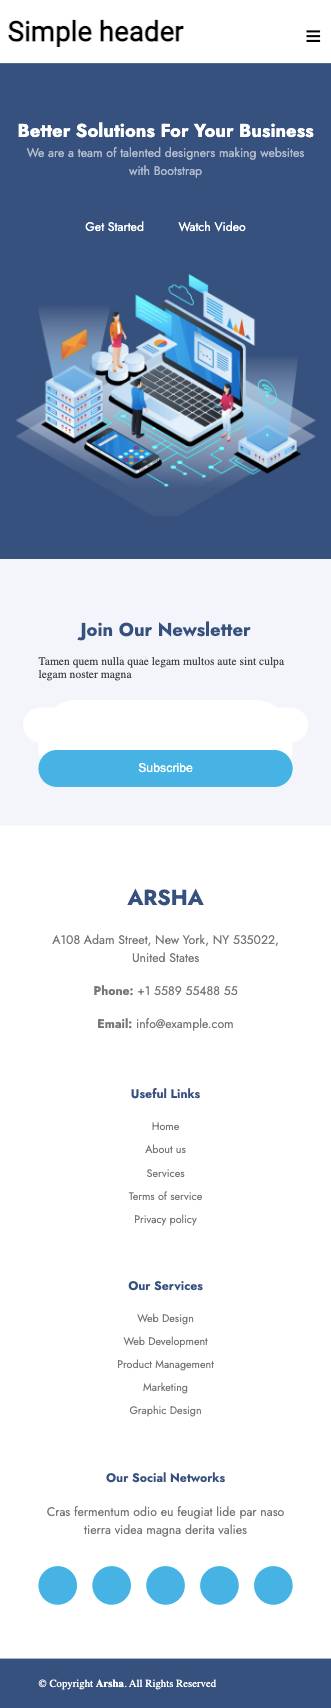 Simple header
Better Solutions For Your Business
We are a team of talented designers making websites
with Bootstrap
Get Started Watch Video
Join Our Newsletter
Tamen quem nulla quae legam multos aute sint culpa
legam noster magna
Subscribe
ARSHA
A108 Adam Street, New York, NY 535022,
United States
Phone: +1 5589 55488 55
Email: info@example.com
Useful Links
Home
About us
Services
Terms of service
Privacy policy
Our Services
Web Design
Web Development
Product Management
Marketing
Graphic Design
Our Social Networks
Cras fermentum odio eu feugiat lide par naso
tierra videa magna derita valies
© Copyright Arsha. All Rights Reserved